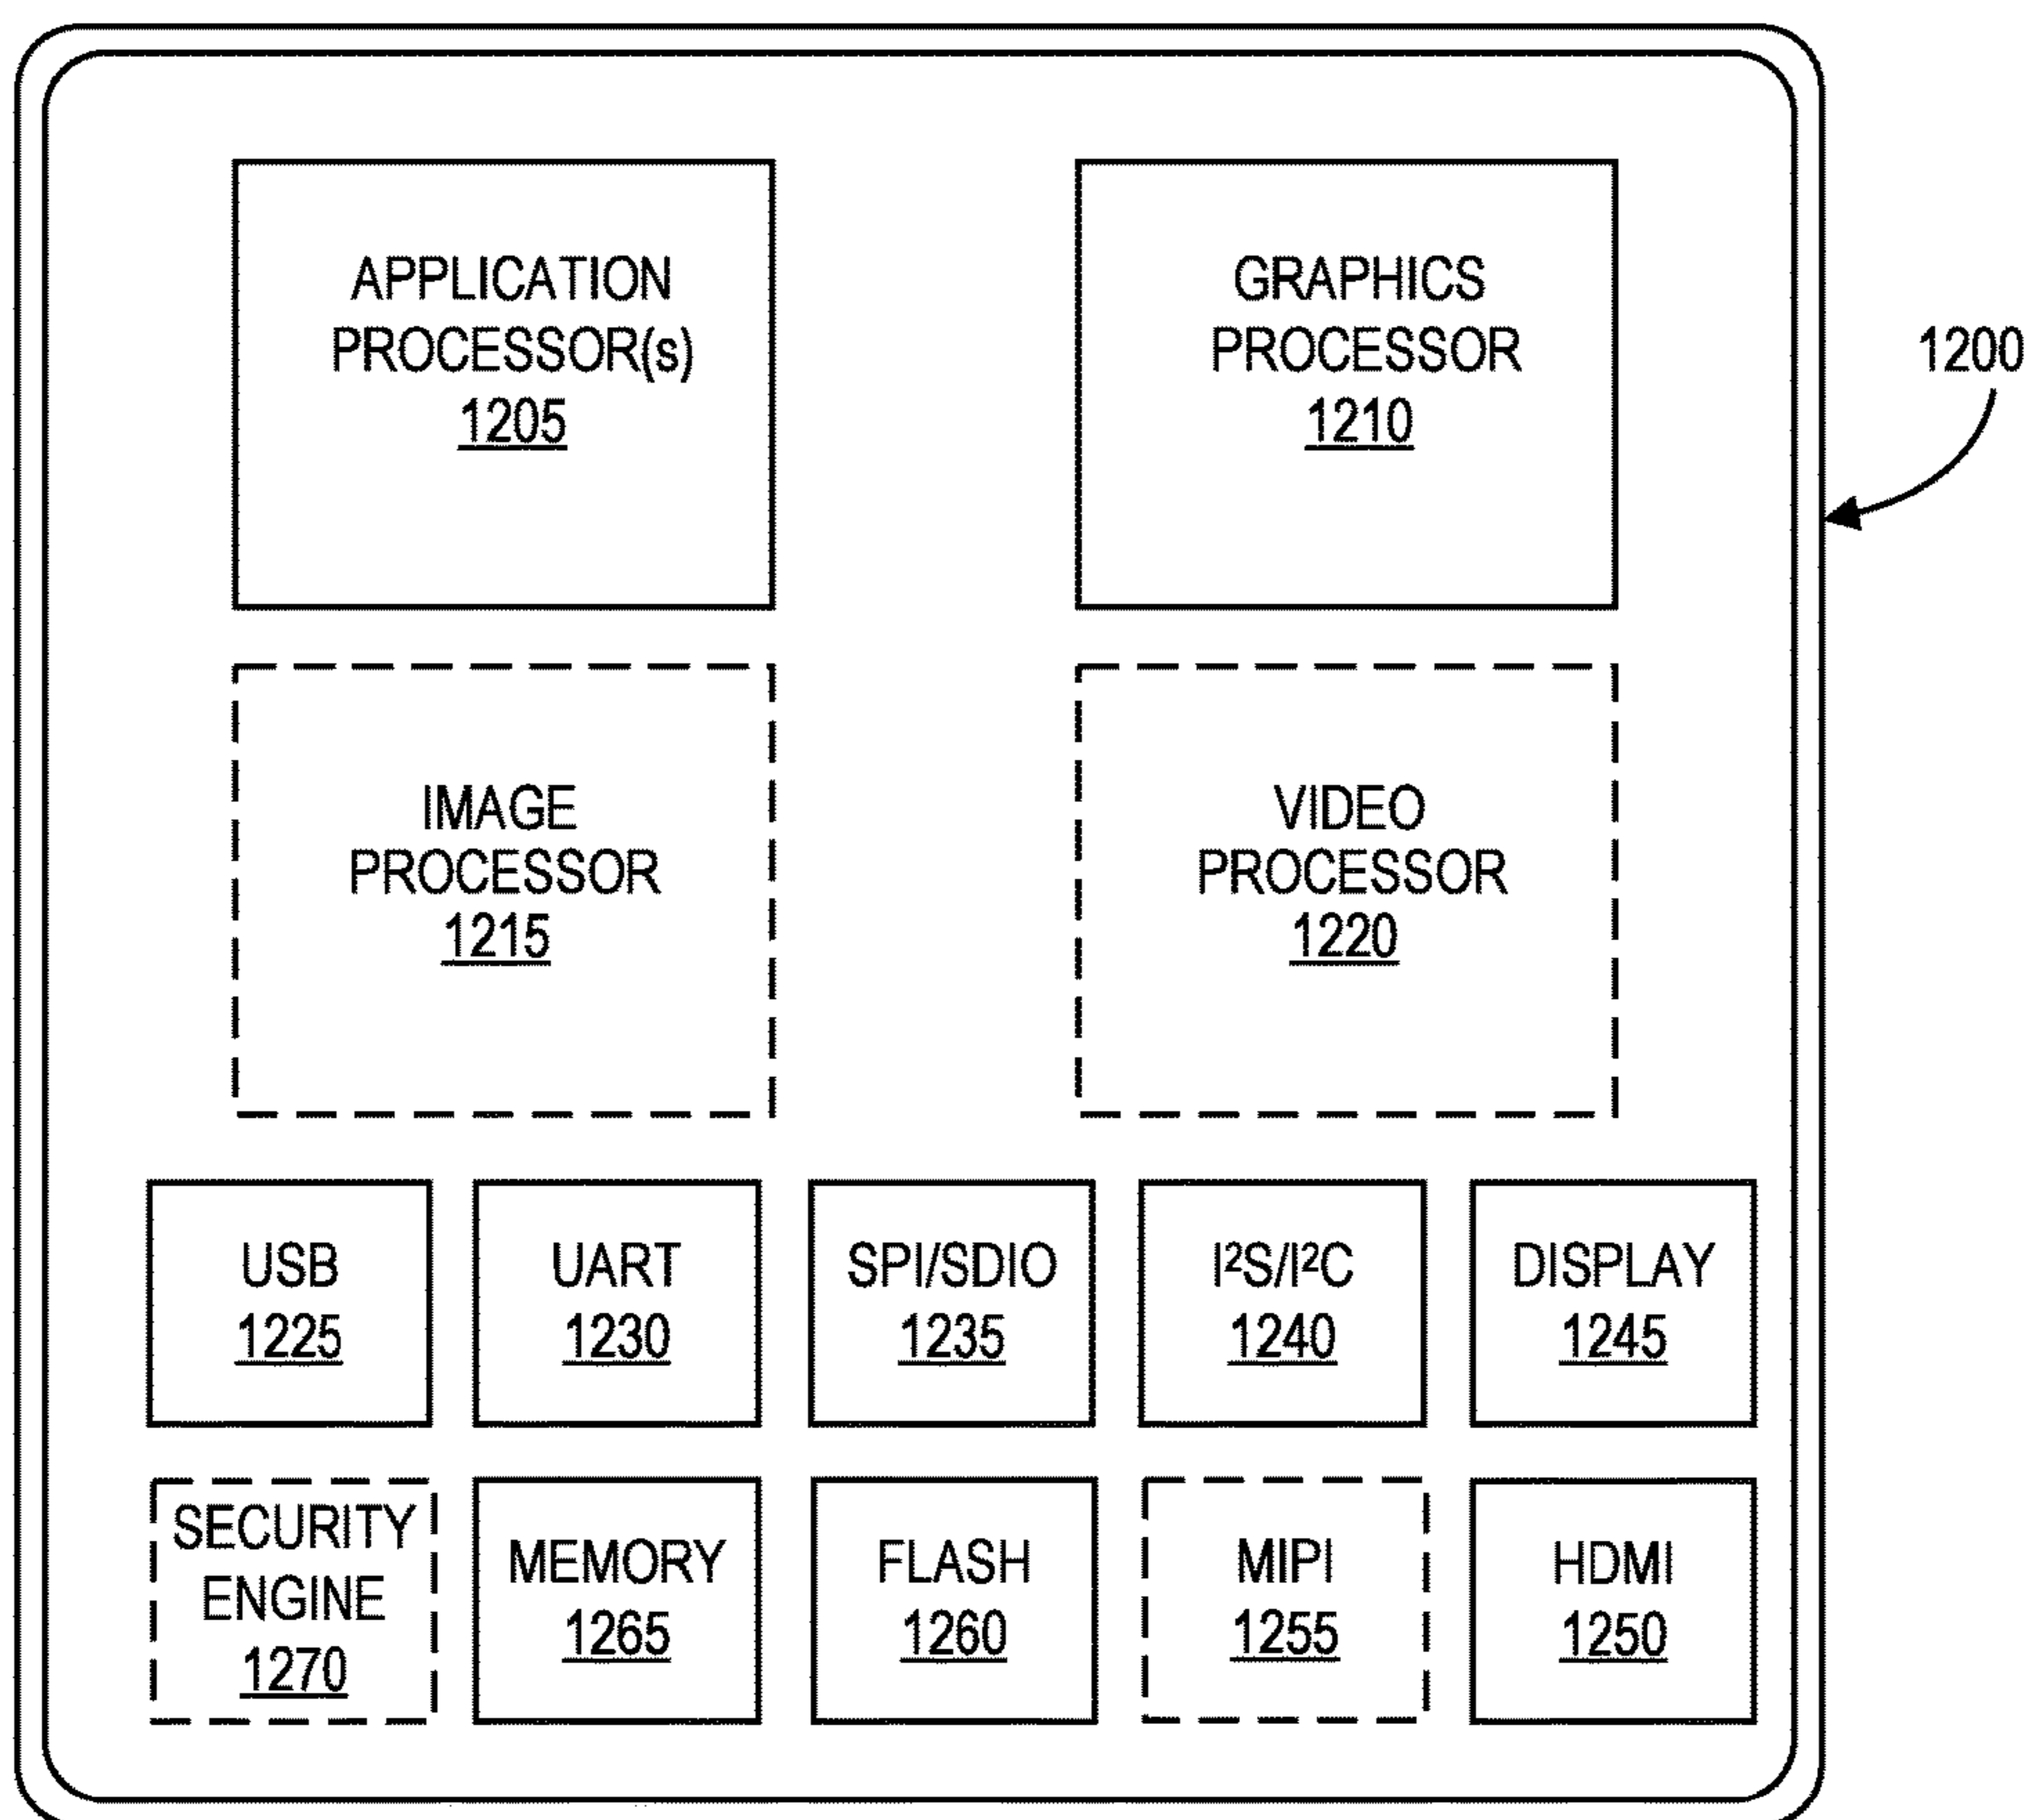 APPLICATION
PROCESSOR(s)
1205
GRAPHICS
PROCESSOR
1210
1200
IMAGE
PROCESSOR
1215
VIDEO
PROCESSOR
1220
USB
1225
UART
1230
SPI/SDIO
1235
I²S/I²C
1240
DISPLAY
1245
SECURITY
ENGINE
1270
MEMORY
1265
FLASH
1260
MIPI
1255
HDMI
1250